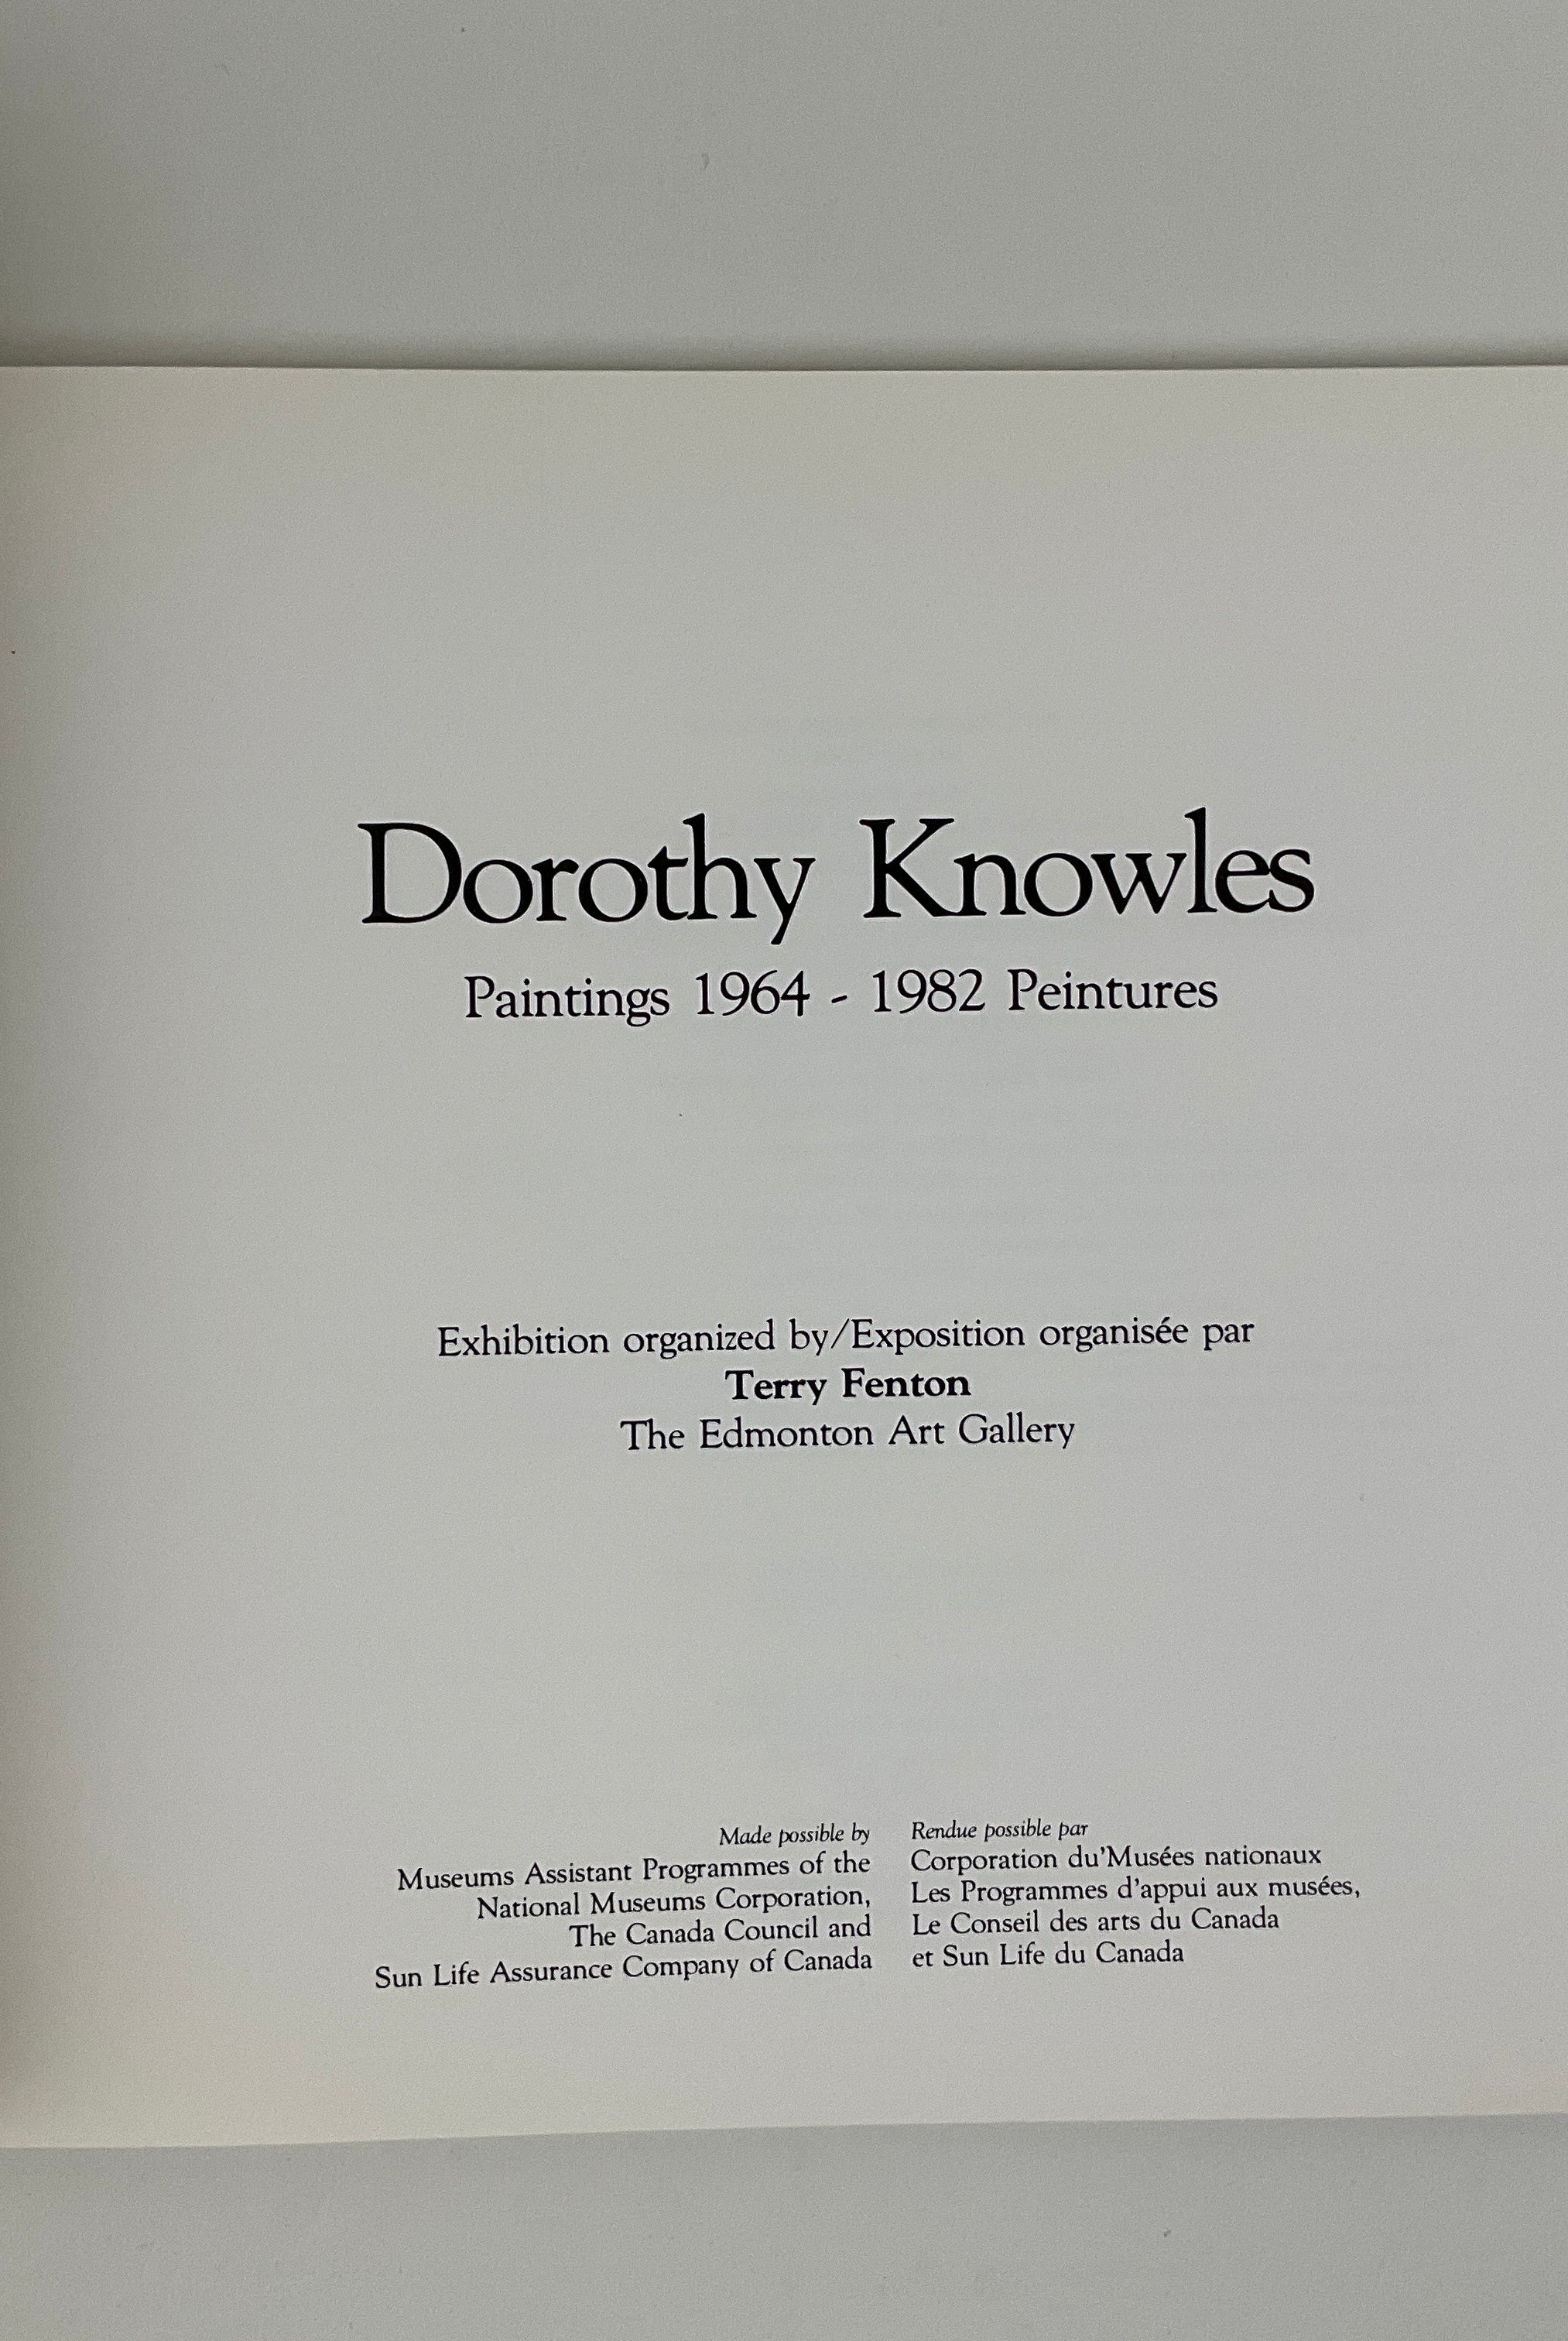 Dorothy Knowles
Paintings 1964 - 1982 Peintures
Exhibition organized by/Exposition organisée par
Terry Fenton
The Edmonton Art Gallery
Made possible by
Museums Assistant Programmes of the
National Museums Corporation,
The Canada Council and
Sun Life Assurance Company of Canada
Rendue possible par
Corporation du'Musées nationaux
Les Programmes d'appui aux musées,
Le Conseil des arts du Canada
et Sun Life du Canada